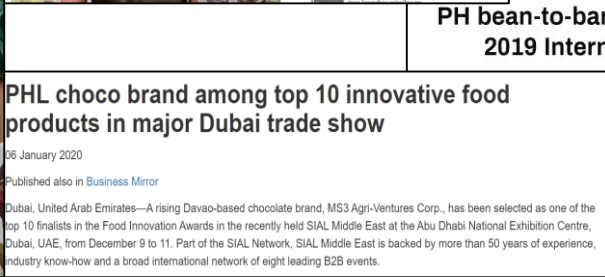 PH bean-to-bar
2019 Intern
PHL choco brand among top 10 innovative food
products in major Dubai trade show
06 January 2020
Published also in Business Mirror
Dubai, United Arab Emirates—A rising Davao-based chocolate brand, MS3 Agri-Ventures Corp., has been selected as one of the
top 10 finalists in the Food Innovation Awards in the recently held SIAL Middle East at the Abu Dhabi National Exhibition Centre,
Dubai, UAE, from December 9 to 11. Part of the SIAL Network, SIAL Middle East is backed by more than 50 years of experience,
industry know-how and a broad international network of eight leading B2B events.